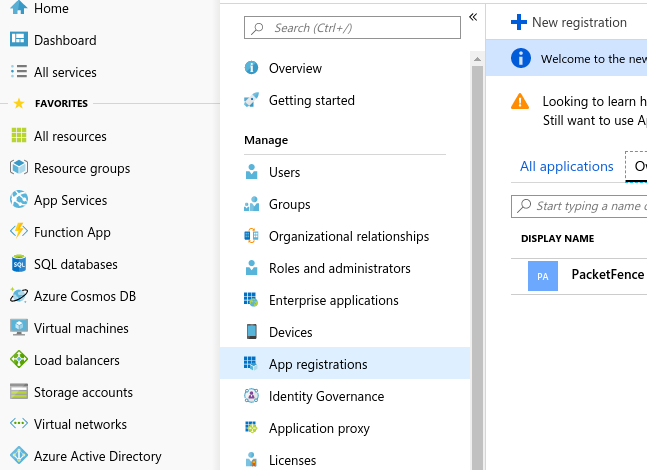 Home
Dashboard
All services
FAVORITES
All resources
Resource groups
App Services
Function App
SQL databases
Azure Cosmos DB
Virtual machines
Load balancers
Storage accounts
Virtual networks
Azure Active Directory
Search (Ctrl+/)
Overview
Getting started
Manage
Users
Groups
Organizational relationships
Roles and administrators
Enterprise applications
Devices
App registrations
Identity Governance
Application proxy
Licenses
New registration
Welcome to the new
Looking to learn h
Still want to use A
All applications
Ow
Start typing a name o
DISPLAY NAME
PA
PacketFence